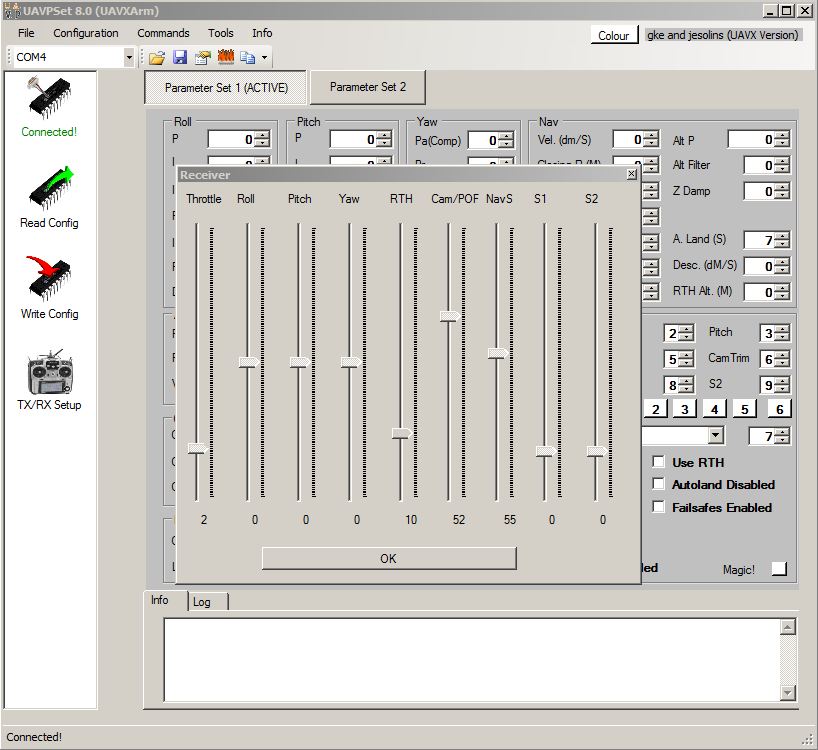 UAVPSet 8.0 (UAVXArm)
File Configuration Commands Tools Info
Colour gke and jesolins (UAVX Version)
COM4
Parameter Set 1 (ACTIVE) Parameter Set 2
Connected!
Read Config
Write Config
TX/RX Setup
Roll Pitch Yaw Nav
P 0 P 0 Pa(Comp) 0 Vel. (dm/S) 0 Alt P 0
Alt Filter 0
Z Damp 0
A. Land (S) 7
Desc. (dM/S) 0
RTH Alt. (M) 0
Receiver
Throttle Roll Pitch Yaw RTH Cam/POF NavS S1 S2
2 0 0 0 10 52 55 0 0
OK
2 Pitch 3
5 CamTrim 6
8 S2 9
2 3 4 5 6
7
Use RTH
Autoland Disabled
Failsafes Enabled
Magic!
Info Log
Connected!